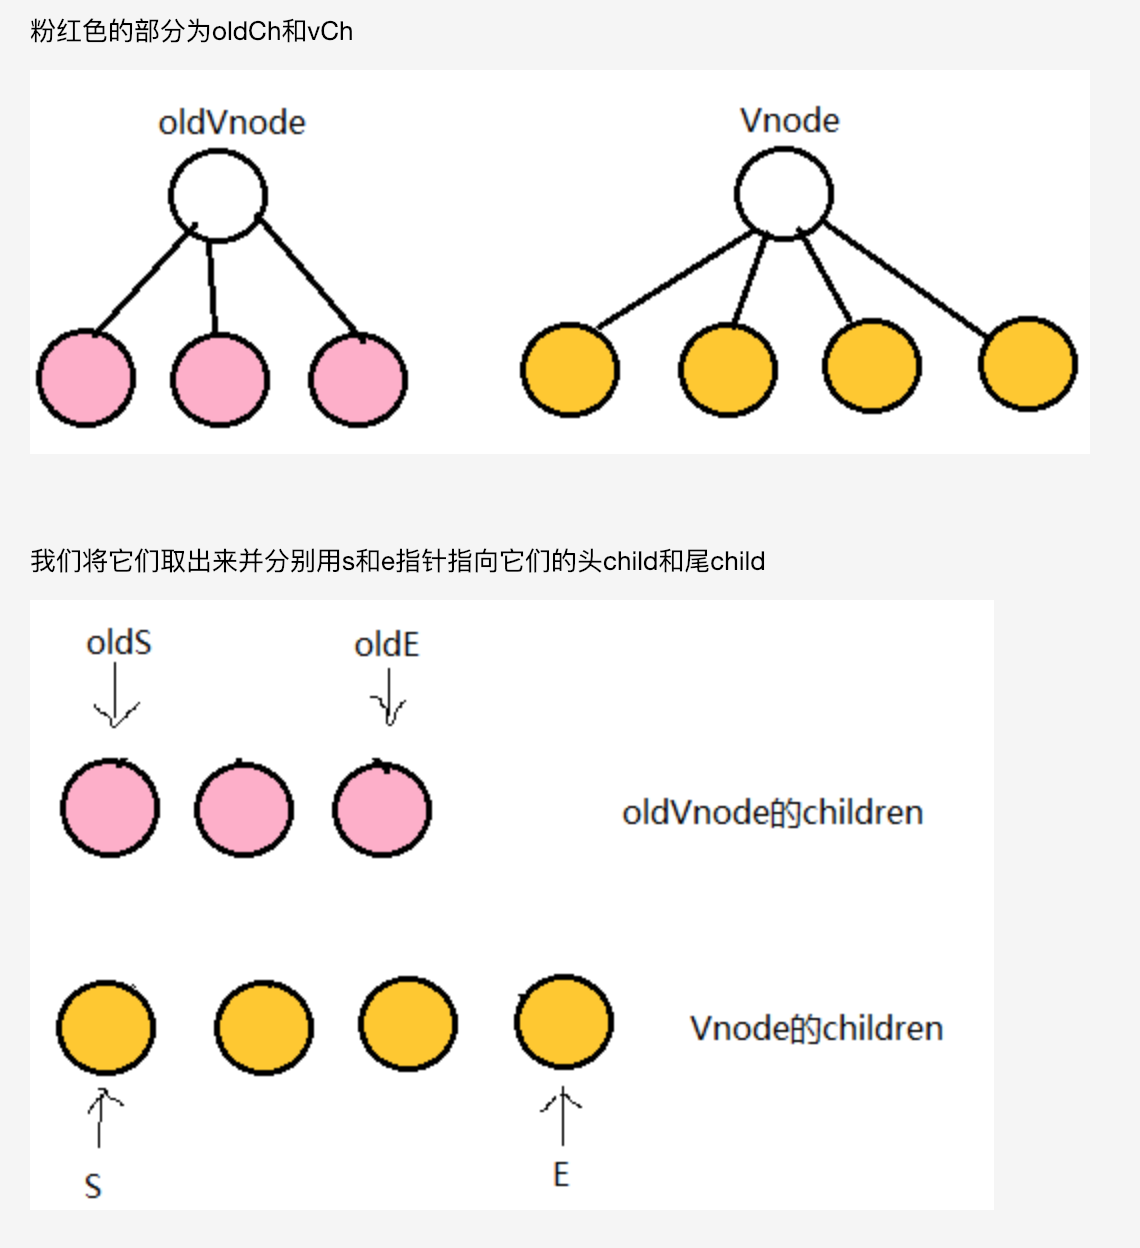 粉红色的部分为oldCh和vCh
oldVnode
Vnode
我们将它们取出来并分别用s和e指针指向它们的头child和尾child
oldS
oldE
oldVnode的children
Vnode的children
S
E